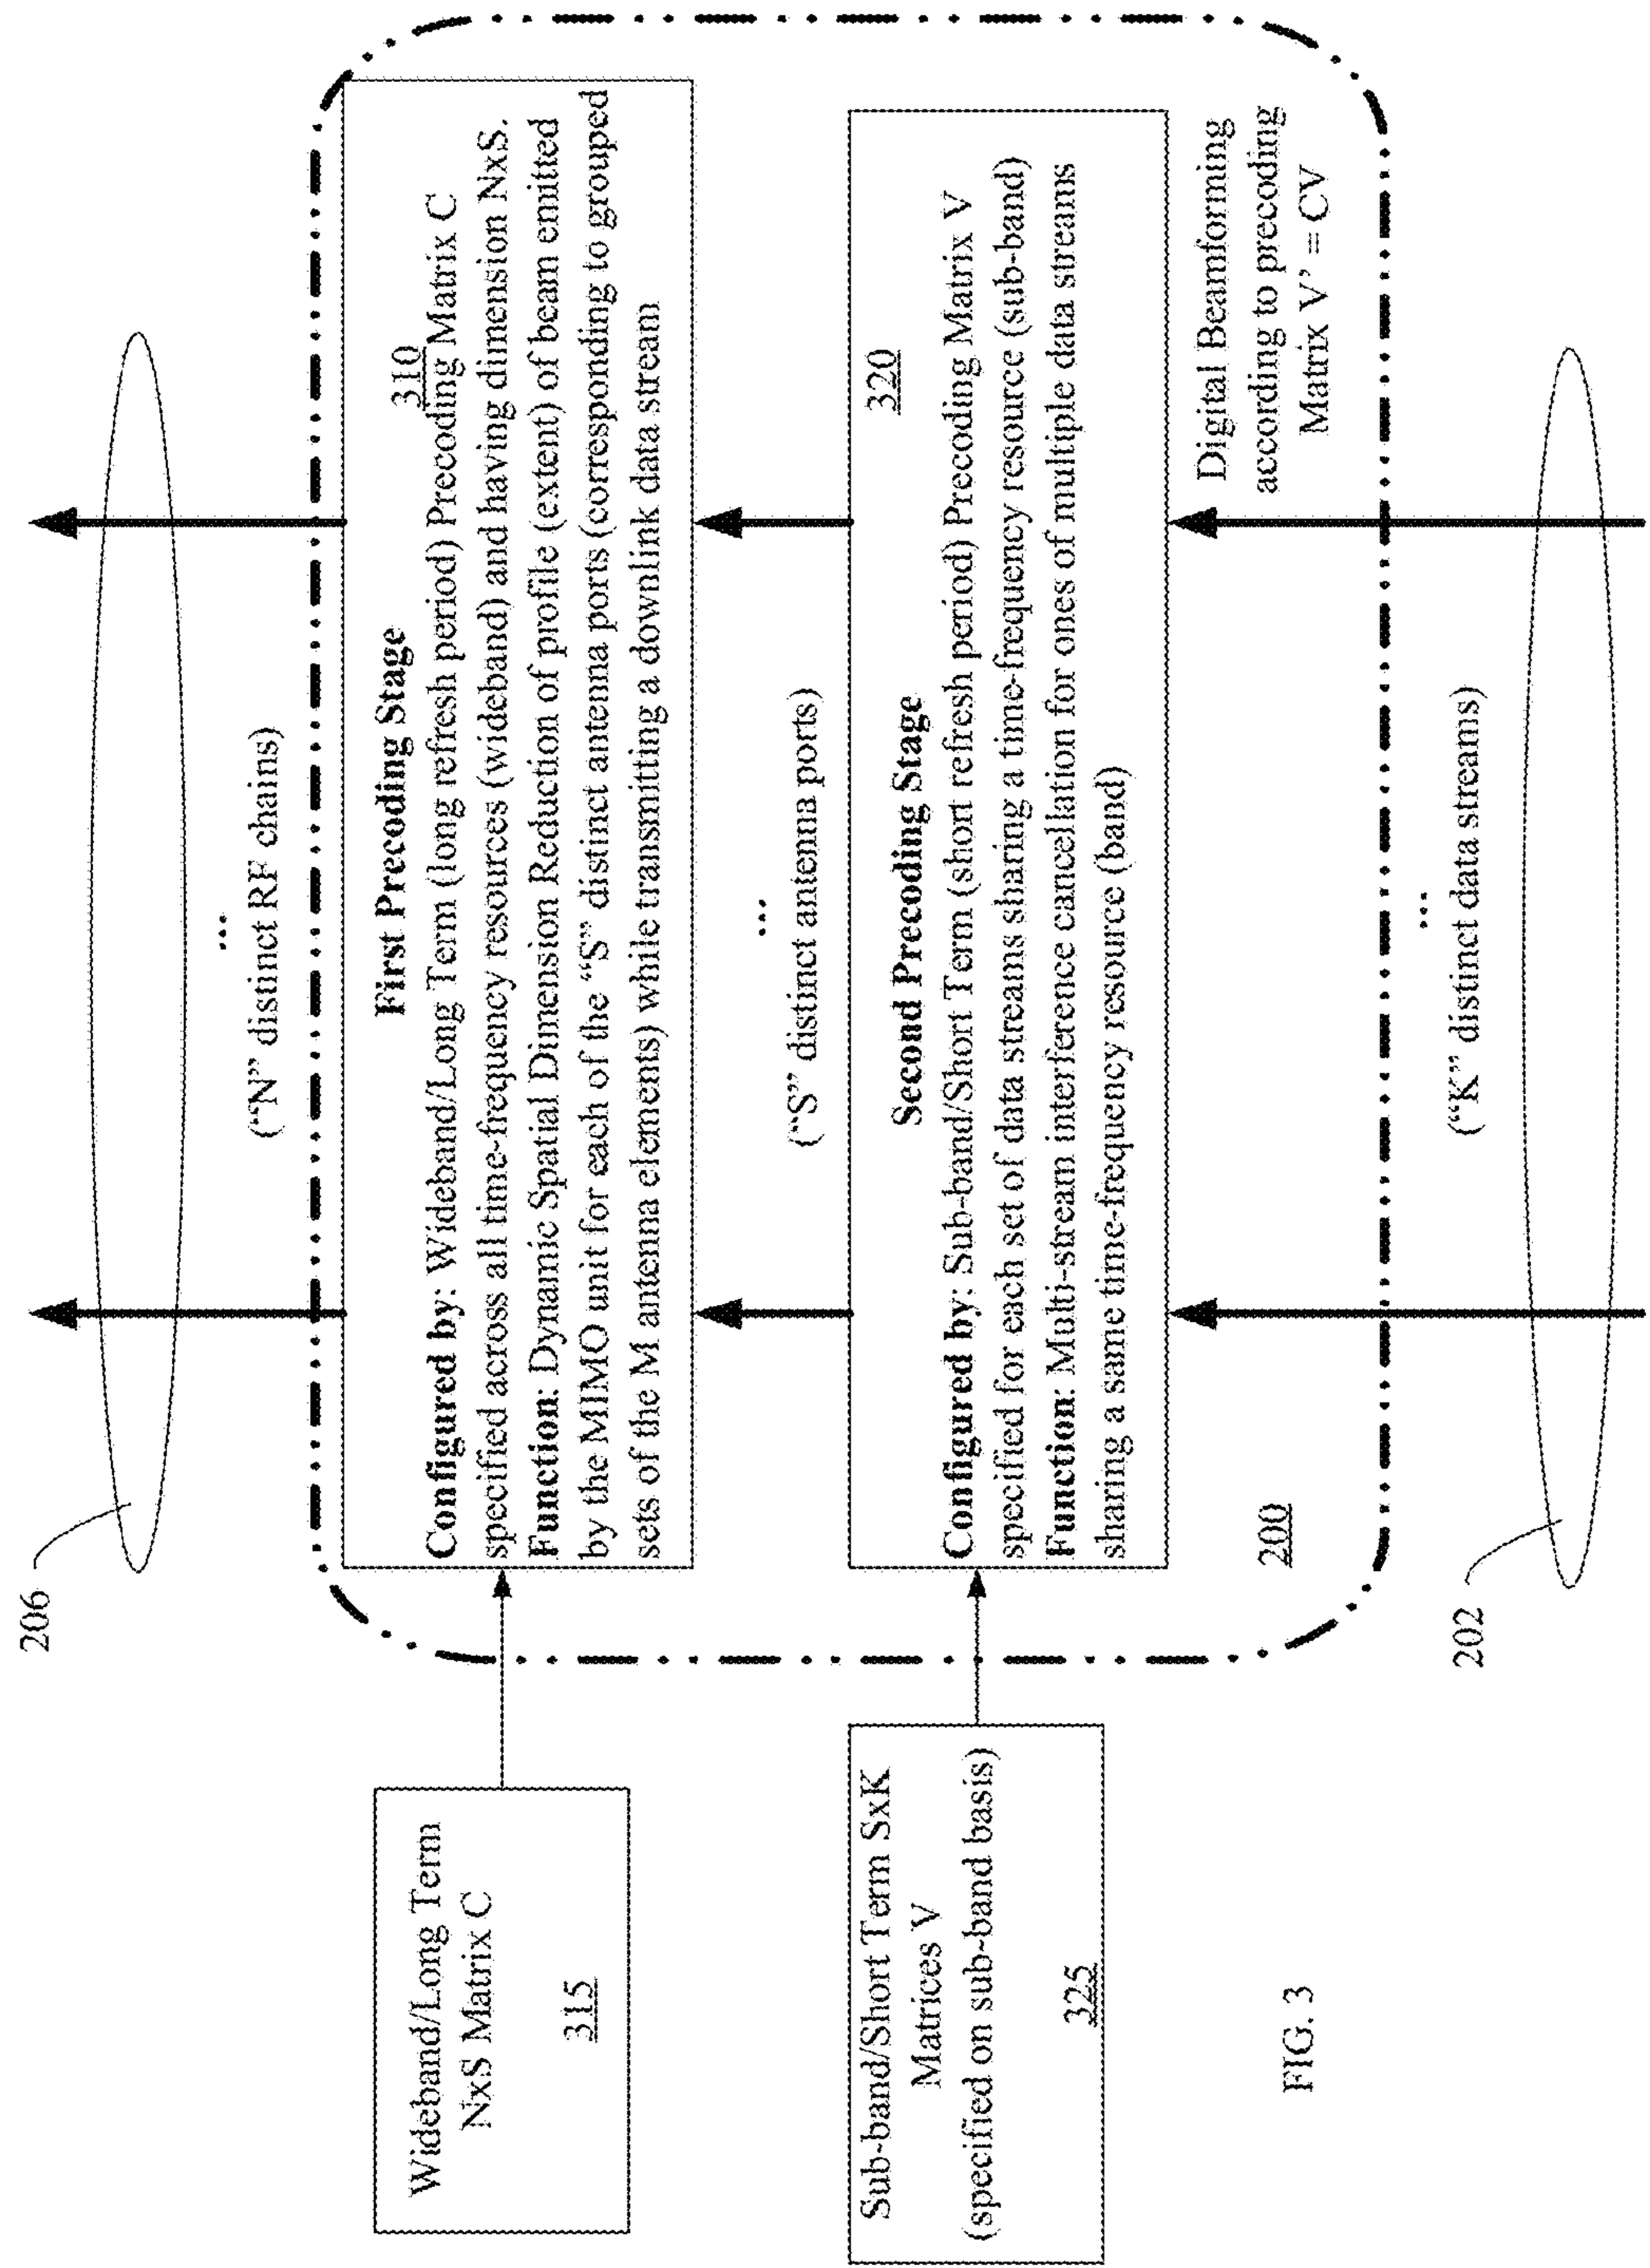 206
...
("N" distinct RF chains)
Wideband/Long Term
NxS Matrix C
315
First Precoding Stage
310
Configured by: Wideband/Long Term (long refresh period) Precoding Matrix C
specified across all time-frequency resources (wideband) and having dimension NxS.
Function: Dynamic Spatial Dimension Reduction of profile (extent) of beam emitted
by the MIMO unit for each of the "S" distinct antenna ports (corresponding to grouped
sets of the M antenna elements) while transmitting a downlink data stream
...
("S" distinct antenna ports)
Sub-band/Short Term SxK
Matrices V
(specified on sub-band basis)
325
320
Second Precoding Stage
Configured by: Sub-band/Short Term (short refresh period) Precoding Matrix V
specified for each set of data streams sharing a time-frequency resource (sub-band)
Function: Multi-stream interference cancellation for ones of multiple data streams
sharing a same time-frequency resource (band)
200
Digital Beamforming
according to precoding
Matrix V' = CV
...
("K" distinct data streams)
202
FIG. 3